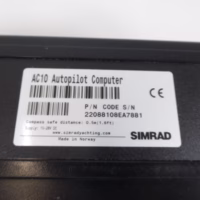 AC10 Autopilot Computer
CE
P/N CODE S/N
22088108EA7881
Compass safe distance: 0.5m(1.6ft)
www.simradyachting.com
Made in Norway
SIMRAD